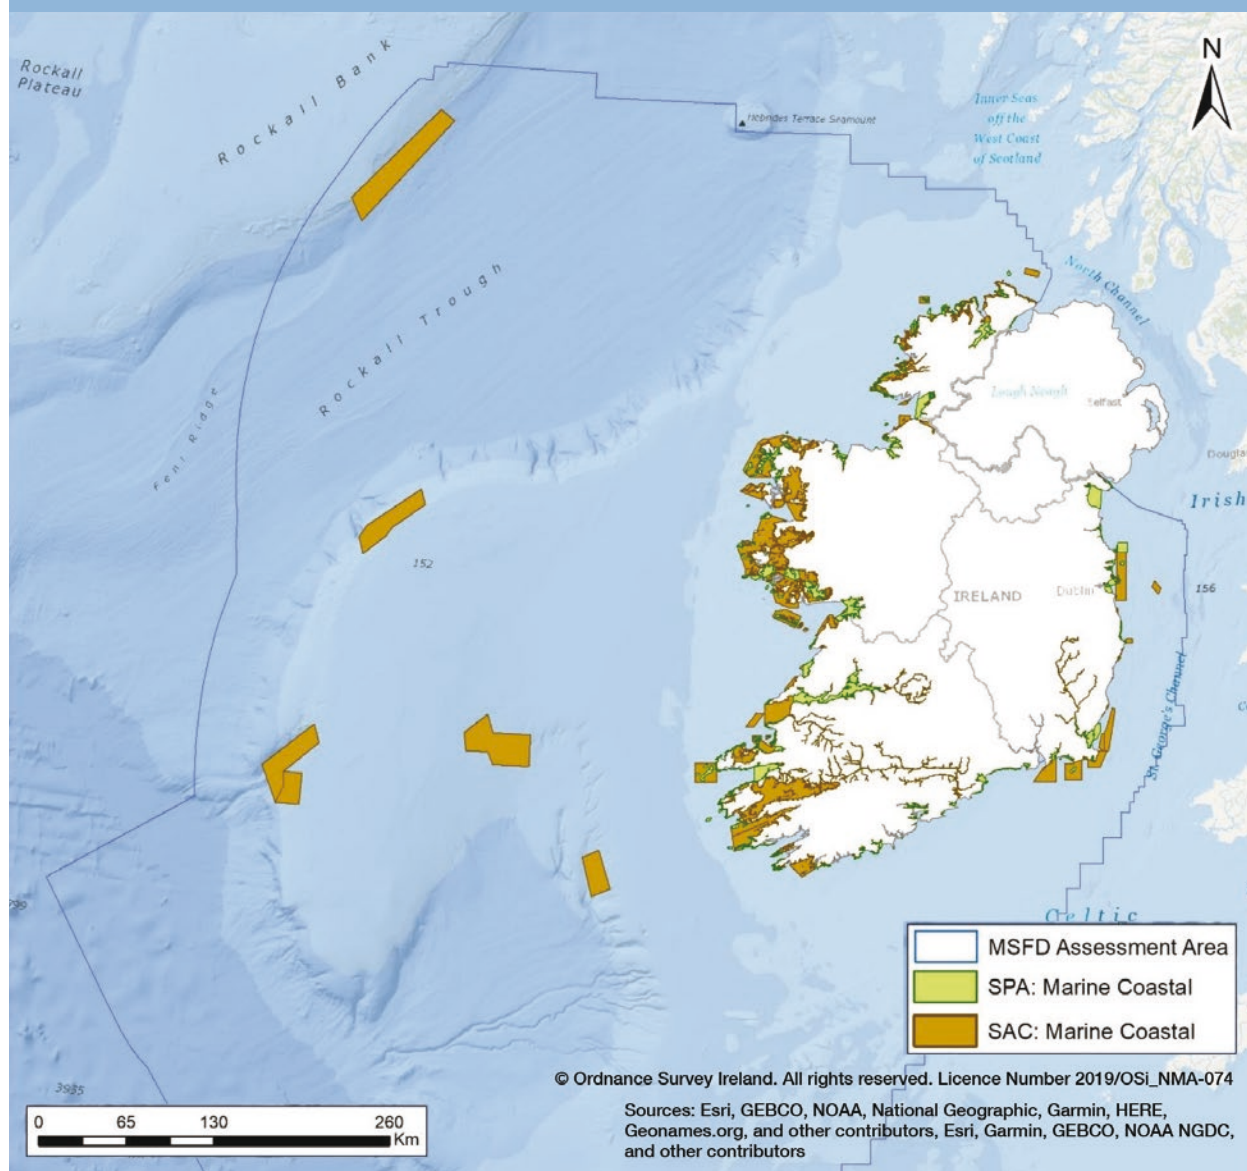 N
Rockall
Plateau
Rockall Bank
Hebrides Terrace Seamount
Inner Seas
off the
West Coast
of Scotland
North Channel
Rockall Trough
Feni Ridge
Lough Neagh
Belfast
Douglas
Irish
152
IRELAND
Dublin
156
St George's Channel
Celtic
3935
MSFD Assessment Area
SPA: Marine Coastal
SAC: Marine Coastal
© Ordnance Survey Ireland. All rights reserved. Licence Number 2019/OSi_NMA-074
Sources: Esri, GEBCO, NOAA, National Geographic, Garmin, HERE,
Geonames.org, and other contributors, Esri, Garmin, GEBCO, NOAA NGDC,
and other contributors
0 65 130 260
Km